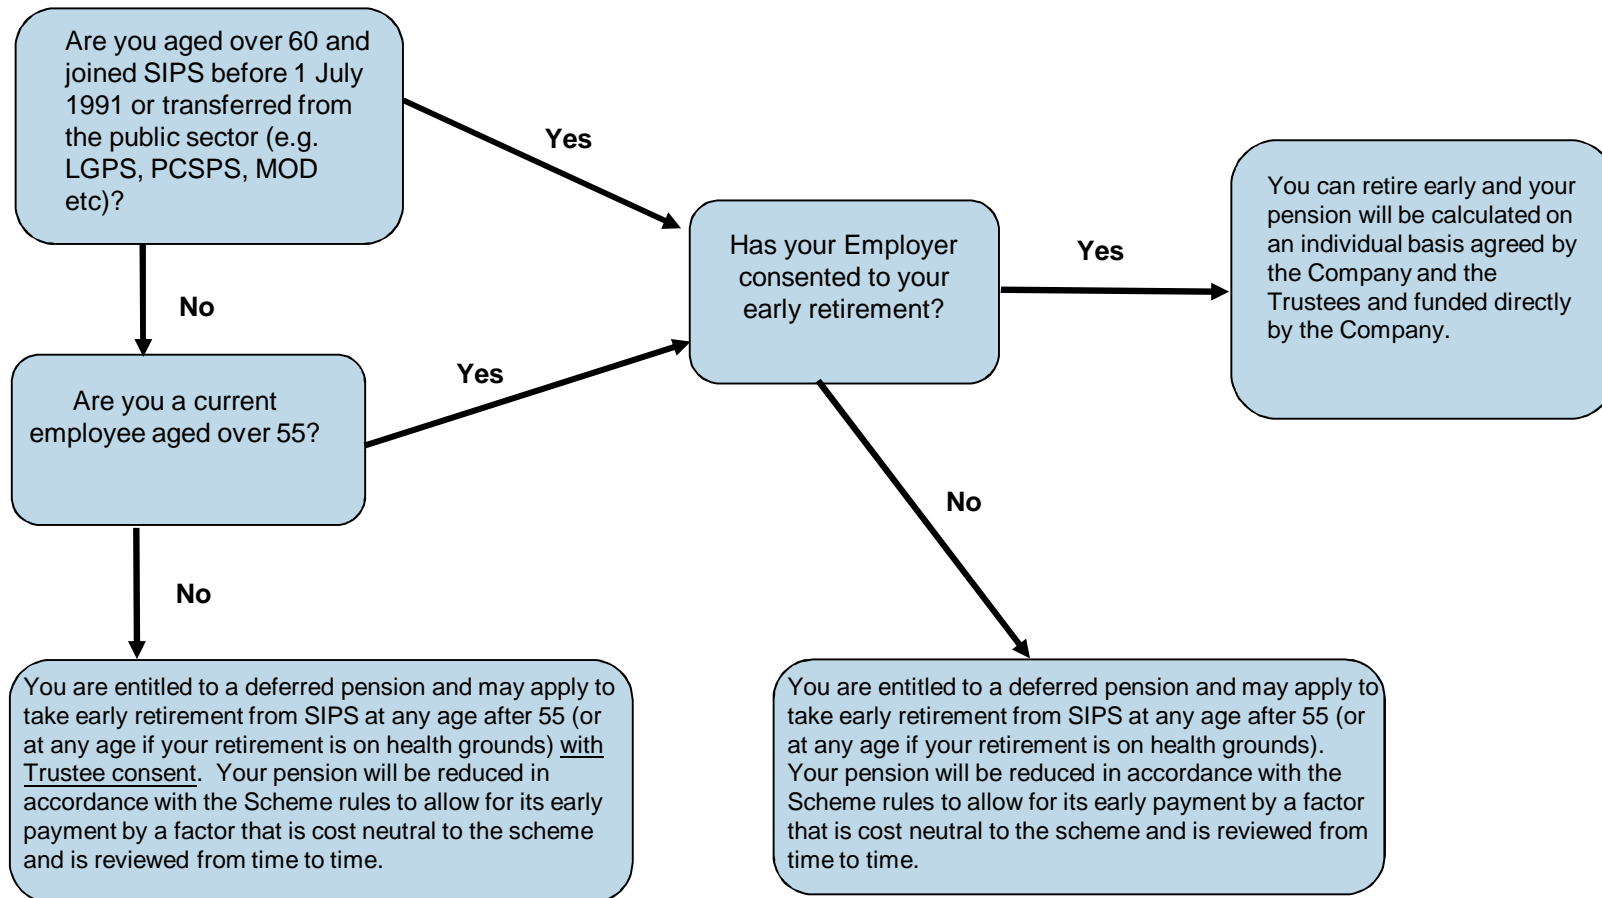 Are you aged over 60 and
joined SIPS before 1 July
1991 or transferred from
the public sector (e.g.
LGPS, PCSPS, MOD
etc)?
Yes
No
Has your Employer
consented to your
early retirement?
Yes
You can retire early and your
pension will be calculated on
an individual basis agreed by
the Company and the
Trustees and funded directly
by the Company.
Are you a current
employee aged over 55?
Yes
No
No
You are entitled to a deferred pension and may apply to
take early retirement from SIPS at any age after 55 (or
at any age if your retirement is on health grounds) with
Trustee consent. Your pension will be reduced in
accordance with the Scheme rules to allow for its early
payment by a factor that is cost neutral to the scheme
and is reviewed from time to time.
You are entitled to a deferred pension and may apply to
take early retirement from SIPS at any age after 55 (or
at any age if your retirement is on health grounds).
Your pension will be reduced in accordance with the
Scheme rules to allow for its early payment by a factor
that is cost neutral to the scheme and is reviewed from
time to time.